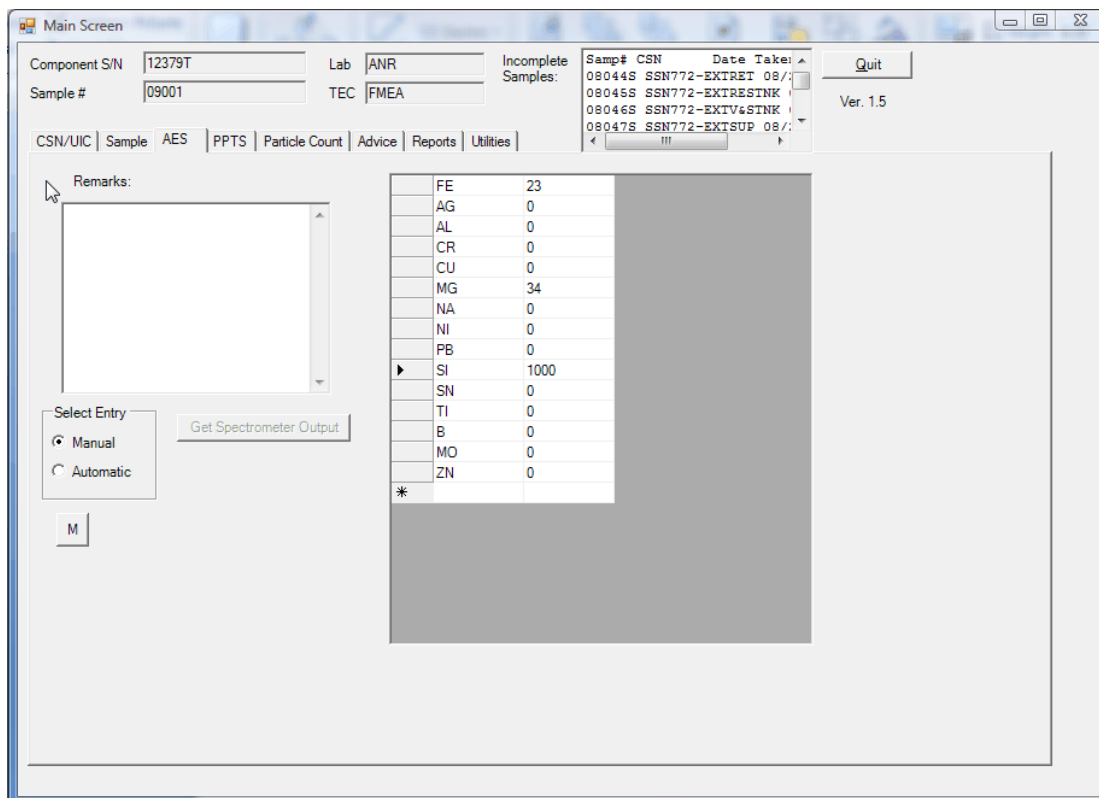 Main Screen
Component S/N 12379T Lab ANR Incomplete Samples:
Sample # 09001 TEC FMEA
Samp# CSN Date Taken
08044S SSN772-EXTRET 08/
08045S SSN772-EXTRESTNK
08046S SSN772-EXTV&STNK
08047S SSN772-EXTSUP 08/
Quit
Ver. 1.5
CSN/UIC Sample AES PPTS Particle Count Advice Reports Utilities
Remarks:
FE 23
AG 0
AL 0
CR 0
CU 0
MG 34
NA 0
NI 0
PB 0
SI 1000
SN 0
TI 0
B 0
MO 0
ZN 0
Select Entry
Manual
Automatic
Get Spectrometer Output
M